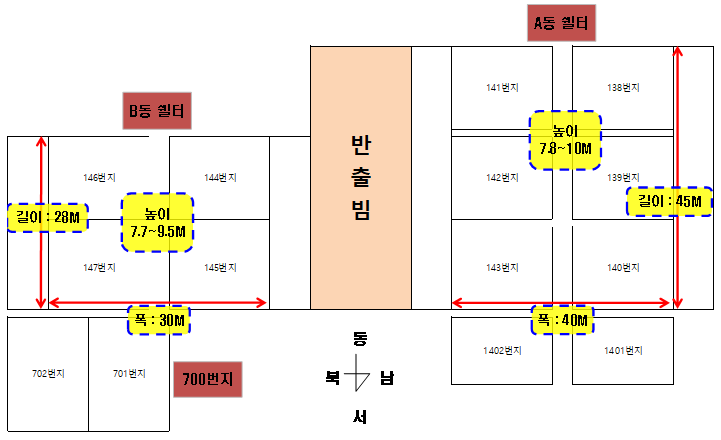 A동 쉘터
B동 쉘터
141번지
138번지
높이
7.8~10M
142번지
139번지
길이 : 45M
143번지
140번지
폭 : 40M
1402번지
1401번지
반
출
빔
146번지
144번지
길이 : 28M
높이
7.7~9.5M
147번지
145번지
폭 : 30M
702번지
701번지
700번지
동
북
남
서